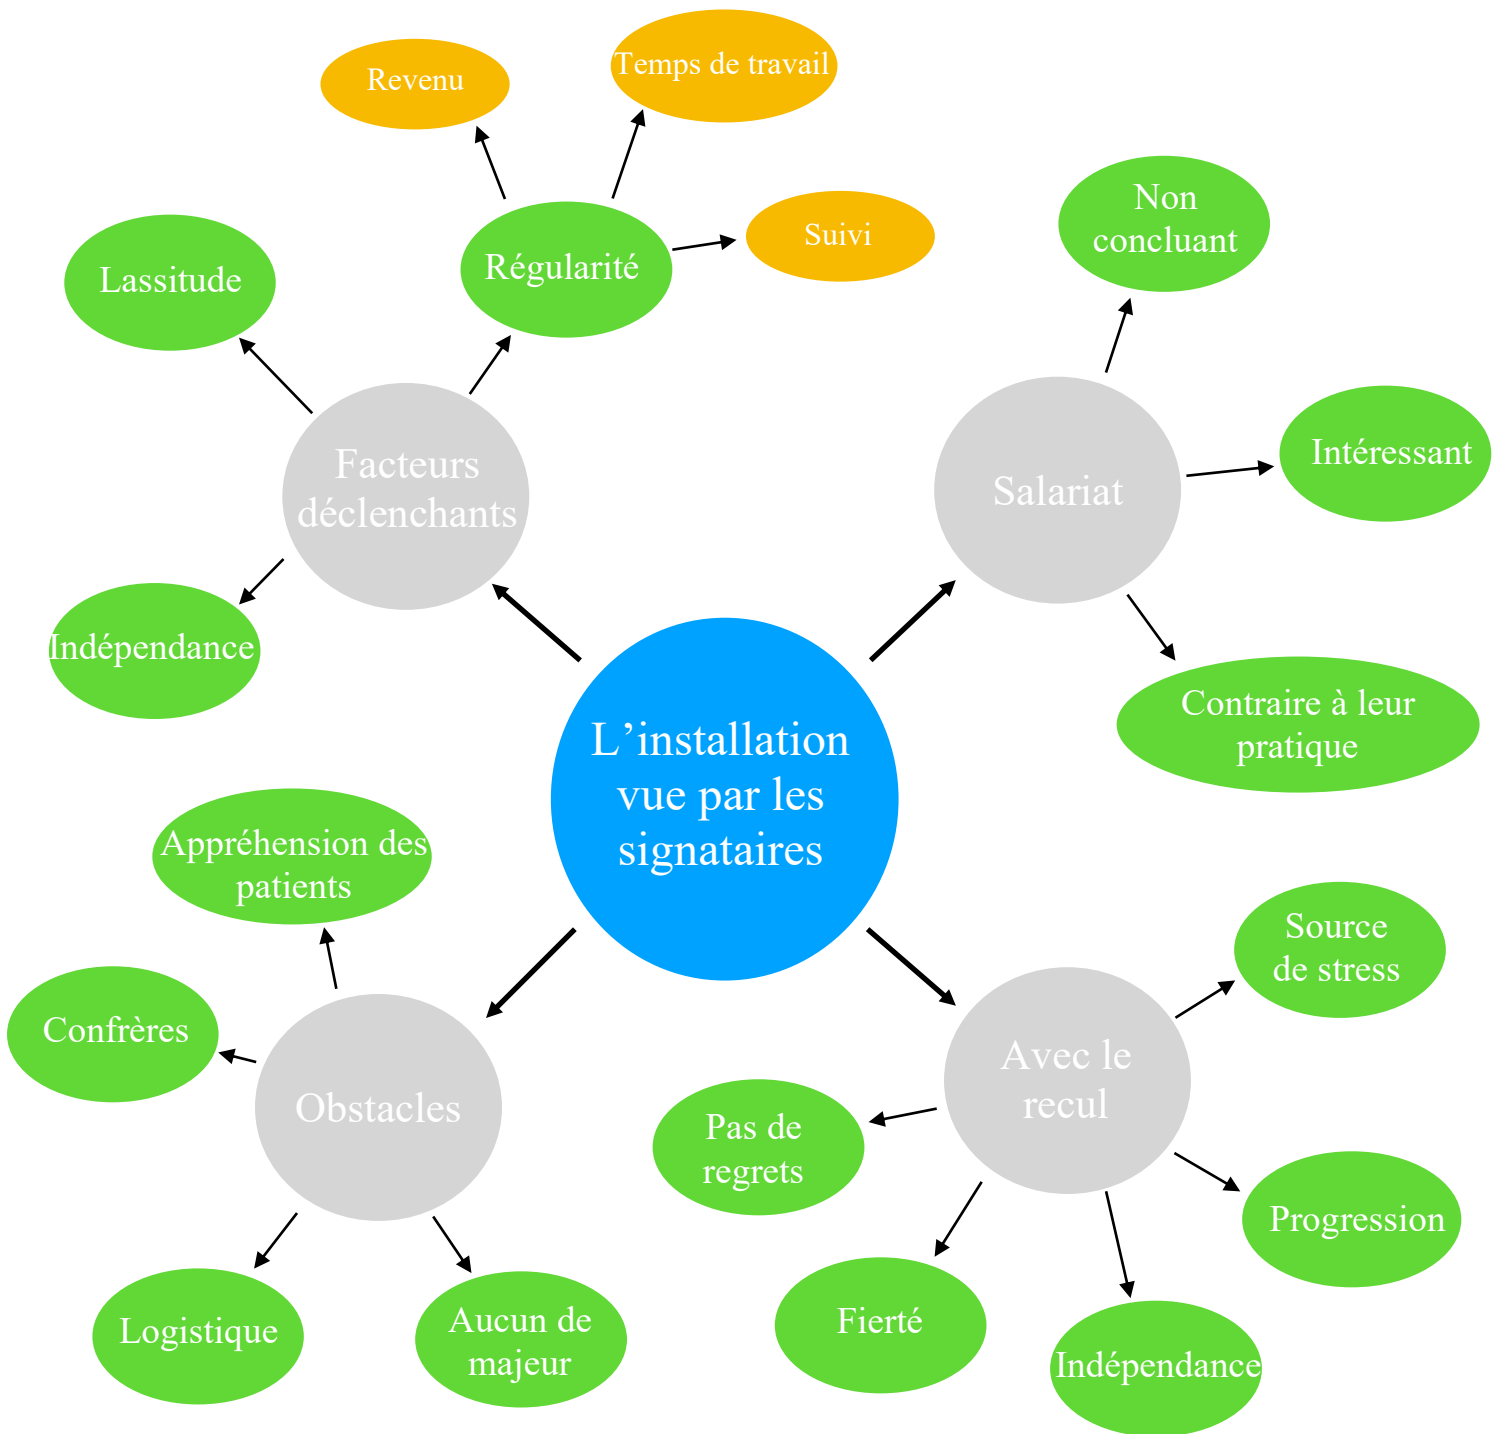 Revenu
Temps de travail
Suivi
Régularité
Lassitude
Facteurs
déclenchants
Indépendance
Non
concluant
Intéressant
Salariat
Contraire à leur
pratique
L’installation
vue par les
signataires
Appréhension des
patients
Confrères
Obstacles
Logistique
Aucun de
majeur
Source
de stress
Avec le
recul
Pas de
regrets
Progression
Fierté
Indépendance